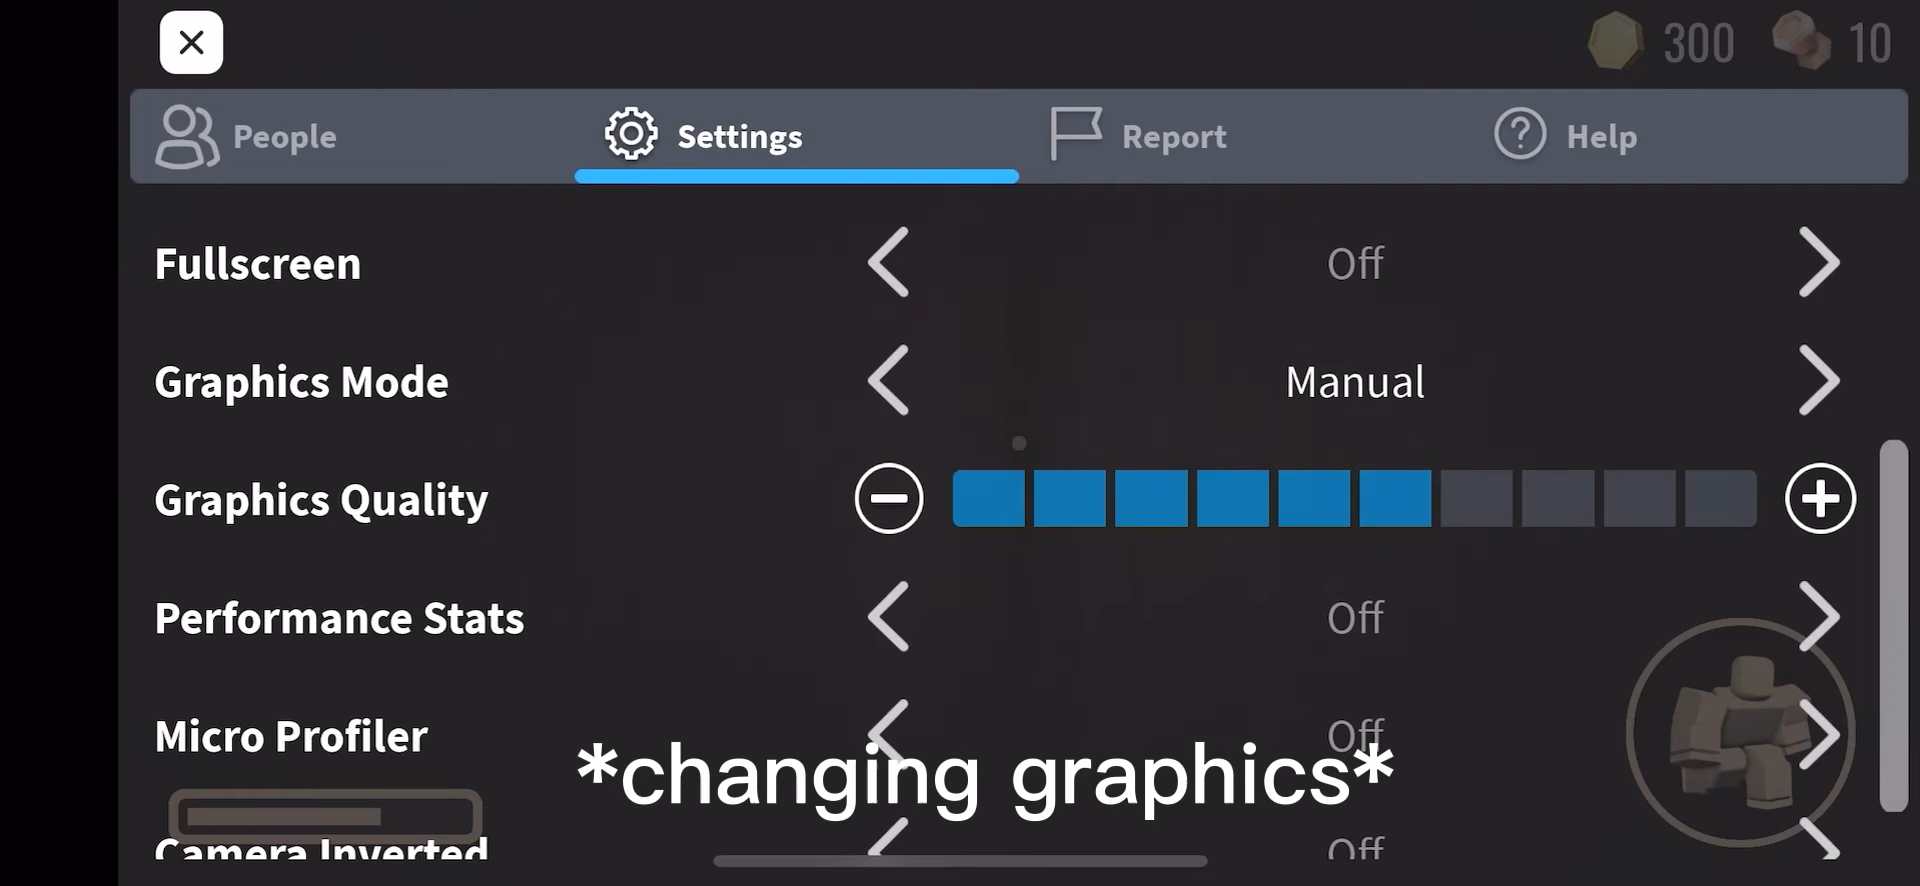 300 10
People Settings Report Help
Fullscreen Off
Graphics Mode Manual
Graphics Quality
Performance Stats Off
Micro Profiler Off
*changing graphics*
Camera Inverted Off